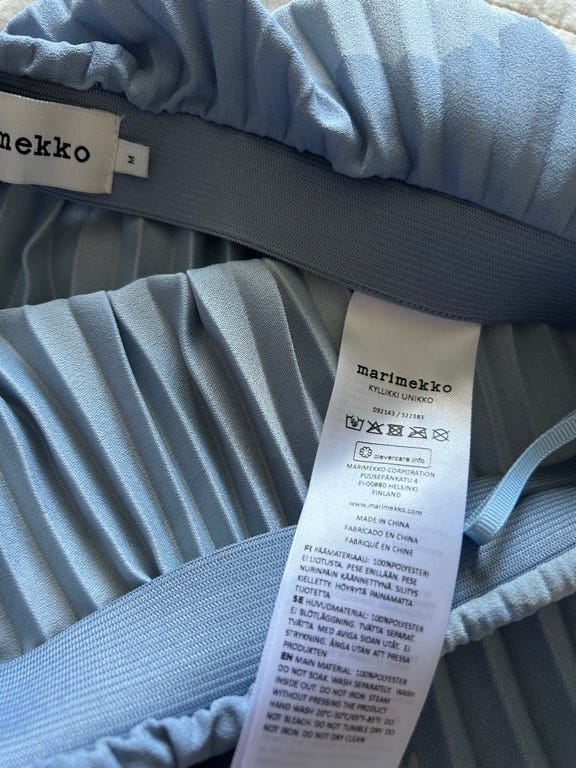 mekko
M
marimekko
KYLLIKKI UNIKKO
092143 / 522383
clevercare.info
MARIMEKKO CORPORATION
PUUSEPÄNKATU 4
FI-00880 HELSINKI
FINLAND
www.marimekko.com
MADE IN CHINA
FABRICADO EN CHINA
FABRIQUÉ EN CHINE
FI PÄÄMATERIAALI: 100%POLYESTERI
EI LIOTUSTA. PESE ERILLÄÄN. PESE
NURINPÄIN KÄÄNNETTYNÄ. SILITYS
KIELLETTY. HÖYRYTÄ PAINAMATTA
TUOTETTA
SE HUVUDMATERIAL: 100%POLYESTER
EJ BLÖTLÄGGNING. TVÄTTA SEPARAT.
TVÄTTA MED AVIGA SIDAN UTÅT. EJ
STRYKNING. ÅNGA UTAN ATT PRESSA
PRODUKTEN
EN MAIN MATERIAL: 100%POLYESTER
DO NOT SOAK. WASH SEPARATELY. WASH
INSIDE OUT. DO NOT IRON. STEAM
WITHOUT PRESSING THE PRODUCT
HAND WASH 20°C-30°C/65°F-85°F. DO
NOT BLEACH. DO NOT TUMBLE DRY. DO
NOT IRON. DO NOT DRY CLEAN